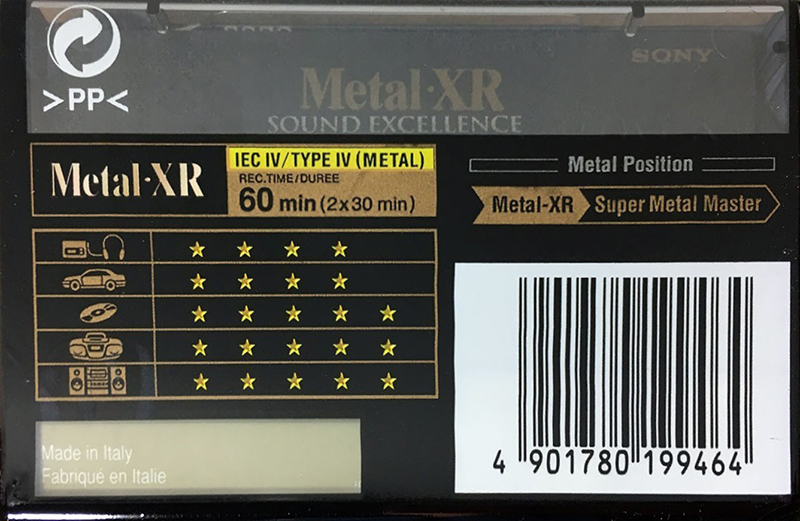 SONY
>PP<
Metal·XR
SOUND EXCELLENCE
Metal·XR
IEC IV/TYPE IV (METAL)
REC.TIME/DUREE
60 min (2x30 min)
Metal Position
Metal-XR Super Metal Master
Made in Italy
Fabriqué en Italie
4 901780 199464